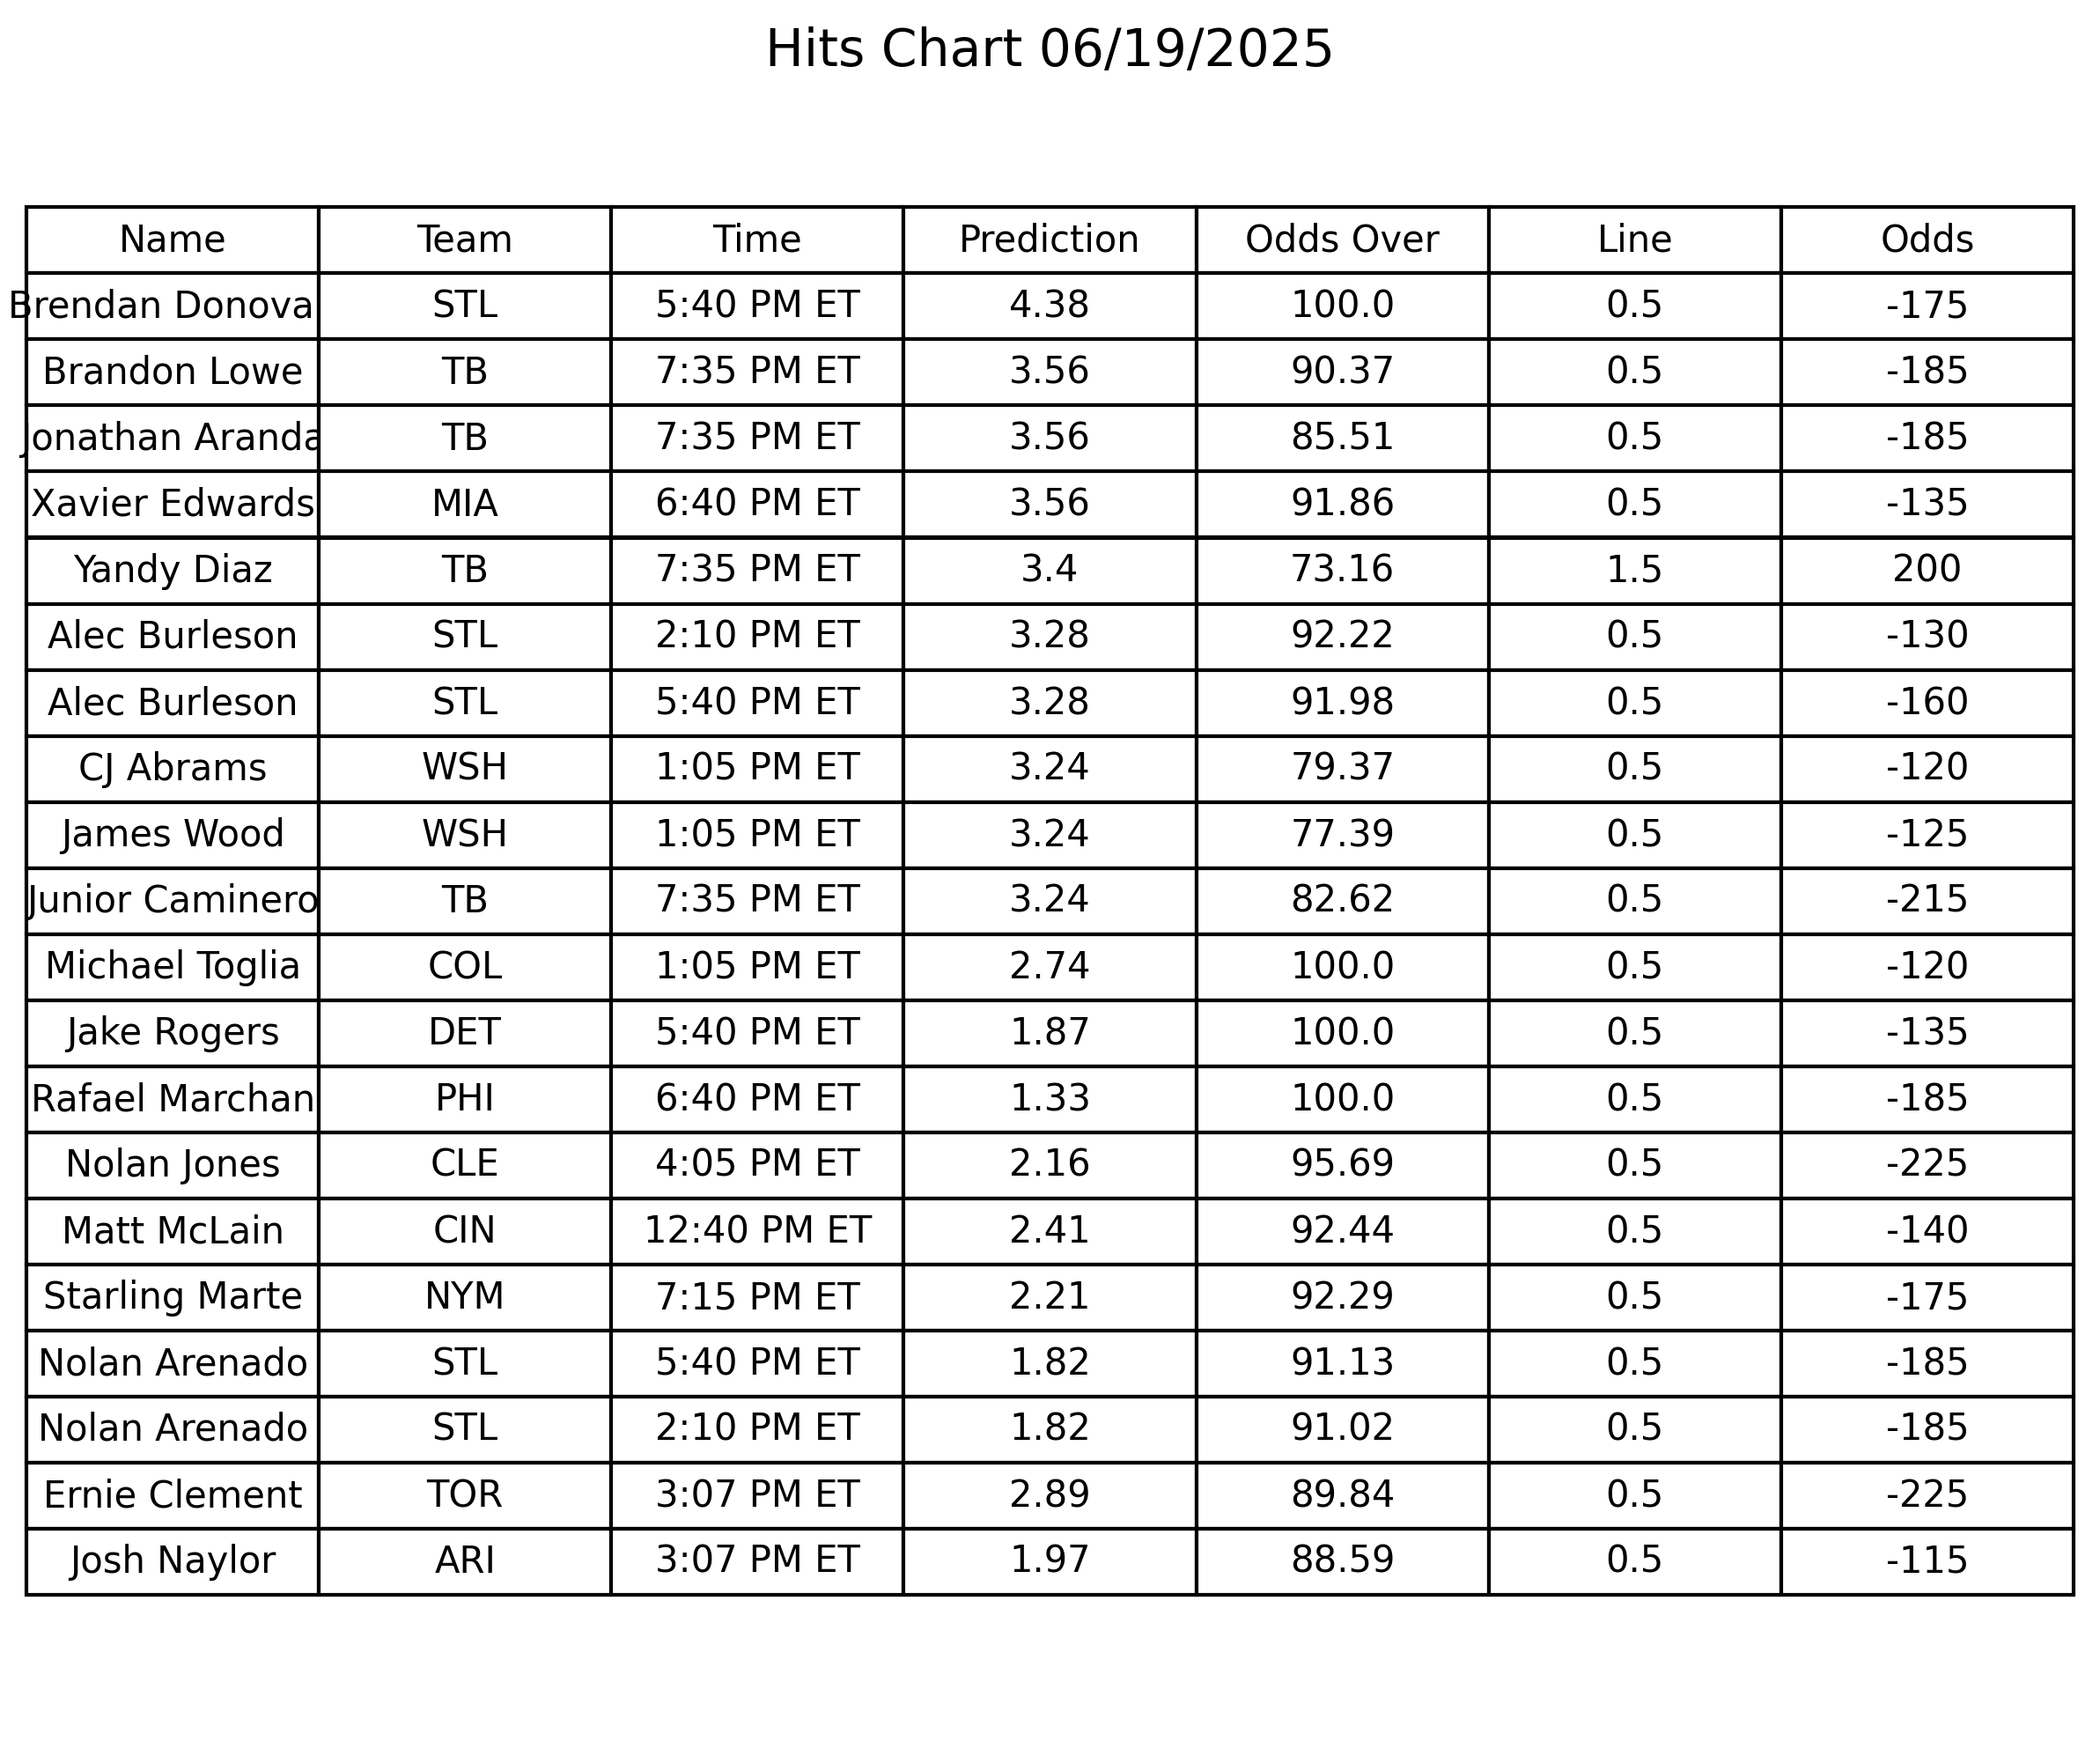 Hits Chart 06/19/2025
Name Team Time Prediction Odds Over Line Odds
Brendan Donova STL 5:40 PM ET 4.38 100.0 0.5 -175
Brandon Lowe TB 7:35 PM ET 3.56 90.37 0.5 -185
Jonathan Aranda TB 7:35 PM ET 3.56 85.51 0.5 -185
Xavier Edwards MIA 6:40 PM ET 3.56 91.86 0.5 -135
Yandy Diaz TB 7:35 PM ET 3.4 73.16 1.5 200
Alec Burleson STL 2:10 PM ET 3.28 92.22 0.5 -130
Alec Burleson STL 5:40 PM ET 3.28 91.98 0.5 -160
CJ Abrams WSH 1:05 PM ET 3.24 79.37 0.5 -120
James Wood WSH 1:05 PM ET 3.24 77.39 0.5 -125
Junior Caminero TB 7:35 PM ET 3.24 82.62 0.5 -215
Michael Toglia COL 1:05 PM ET 2.74 100.0 0.5 -120
Jake Rogers DET 5:40 PM ET 1.87 100.0 0.5 -135
Rafael Marchan PHI 6:40 PM ET 1.33 100.0 0.5 -185
Nolan Jones CLE 4:05 PM ET 2.16 95.69 0.5 -225
Matt McLain CIN 12:40 PM ET 2.41 92.44 0.5 -140
Starling Marte NYM 7:15 PM ET 2.21 92.29 0.5 -175
Nolan Arenado STL 5:40 PM ET 1.82 91.13 0.5 -185
Nolan Arenado STL 2:10 PM ET 1.82 91.02 0.5 -185
Ernie Clement TOR 3:07 PM ET 2.89 89.84 0.5 -225
Josh Naylor ARI 3:07 PM ET 1.97 88.59 0.5 -115